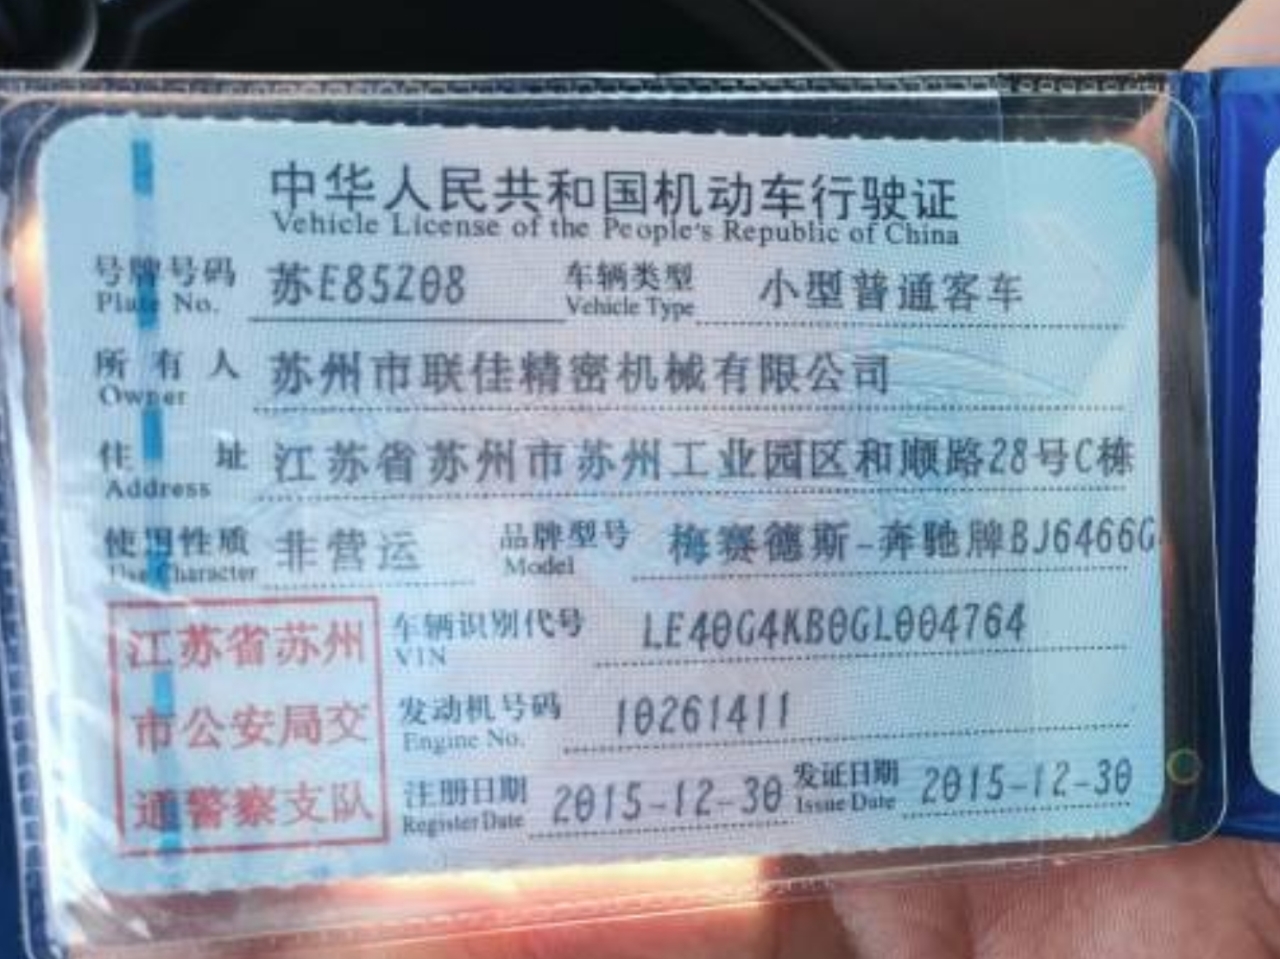 中华人民共和国机动车行驶证
Vehicle License of the People's Republic of China
号牌号码 苏E85Z08 车辆类型 小型普通客车
Plate No. Vehicle Type
所有人 苏州市联佳精密机械有限公司
Owner
住址 江苏省苏州市苏州工业园区和顺路28号C栋
Address
使用性质 非营运 品牌型号 梅赛德斯-奔驰牌BJ6466G
Use Character Model
江苏省苏州 车辆识别代号 LE40G4KB0GL004764
VIN
市公安局交 发动机号码 10261411
Engine No.
通警察支队 注册日期 2015-12-30 发证日期 2015-12-30
Register Date Issue Date